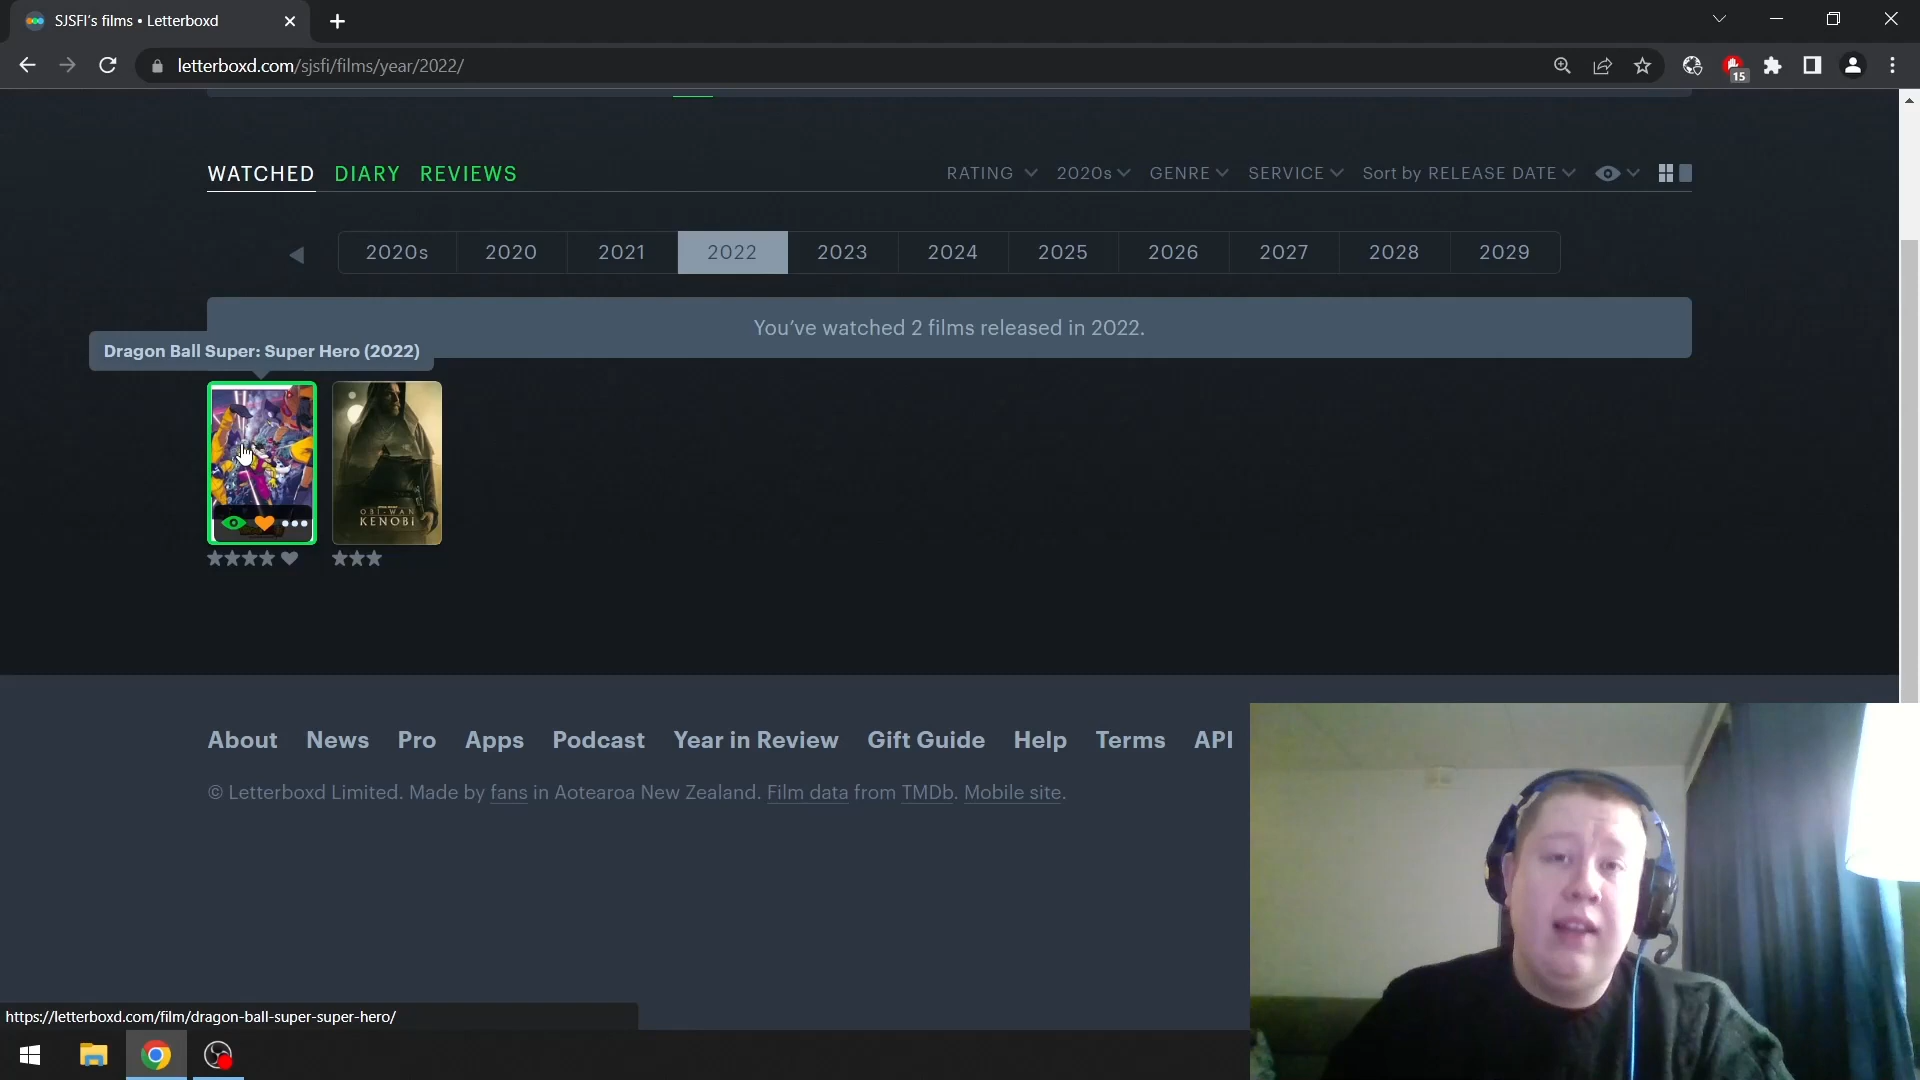 SJSFI's films • Letterboxd
letterboxd.com/sjsfi/films/year/2022/
15
WATCHED DIARY REVIEWS
RATING 2020s GENRE SERVICE Sort by RELEASE DATE
2020s 2020 2021 2022 2023 2024 2025 2026 2027 2028 2029
You've watched 2 films released in 2022.
Dragon Ball Super: Super Hero (2022)
OBI-WAN
KENOBI
About News Pro Apps Podcast Year in Review Gift Guide Help Terms API
© Letterboxd Limited. Made by fans in Aotearoa New Zealand. Film data from TMDb. Mobile site.
https://letterboxd.com/film/dragon-ball-super-super-hero/